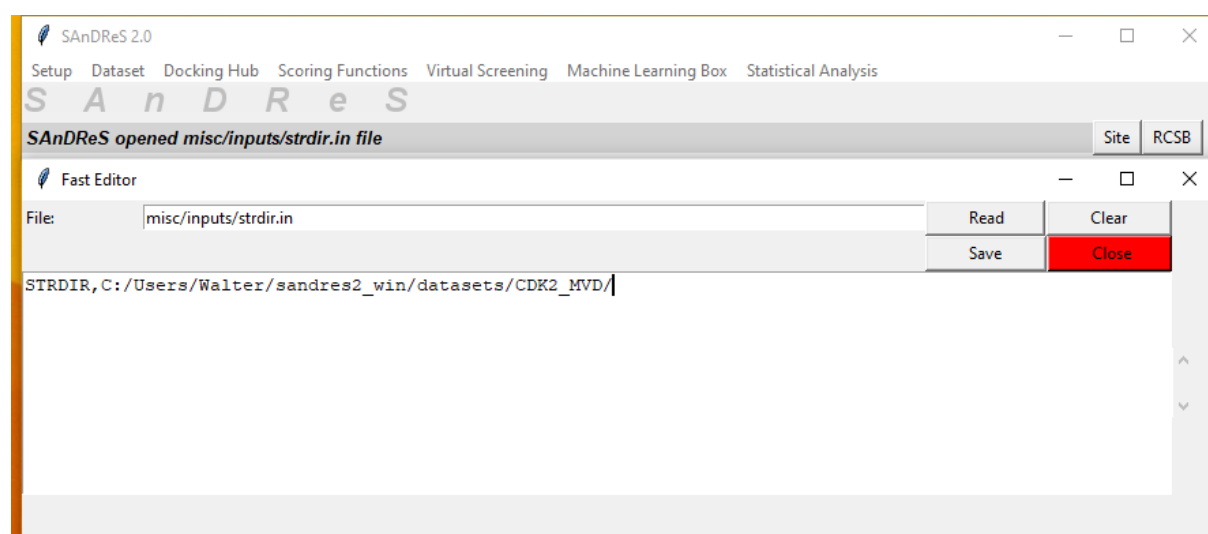 SAnDReS 2.0
Setup Dataset Docking Hub Scoring Functions Virtual Screening Machine Learning Box Statistical Analysis
S A n D R e S
SAnDReS opened misc/inputs/strdir.in file Site RCSB
Fast Editor
File: misc/inputs/strdir.in Read Clear
Save Close
STRDIR,C:/Users/Walter/sandres2_win/datasets/CDK2_MVD/